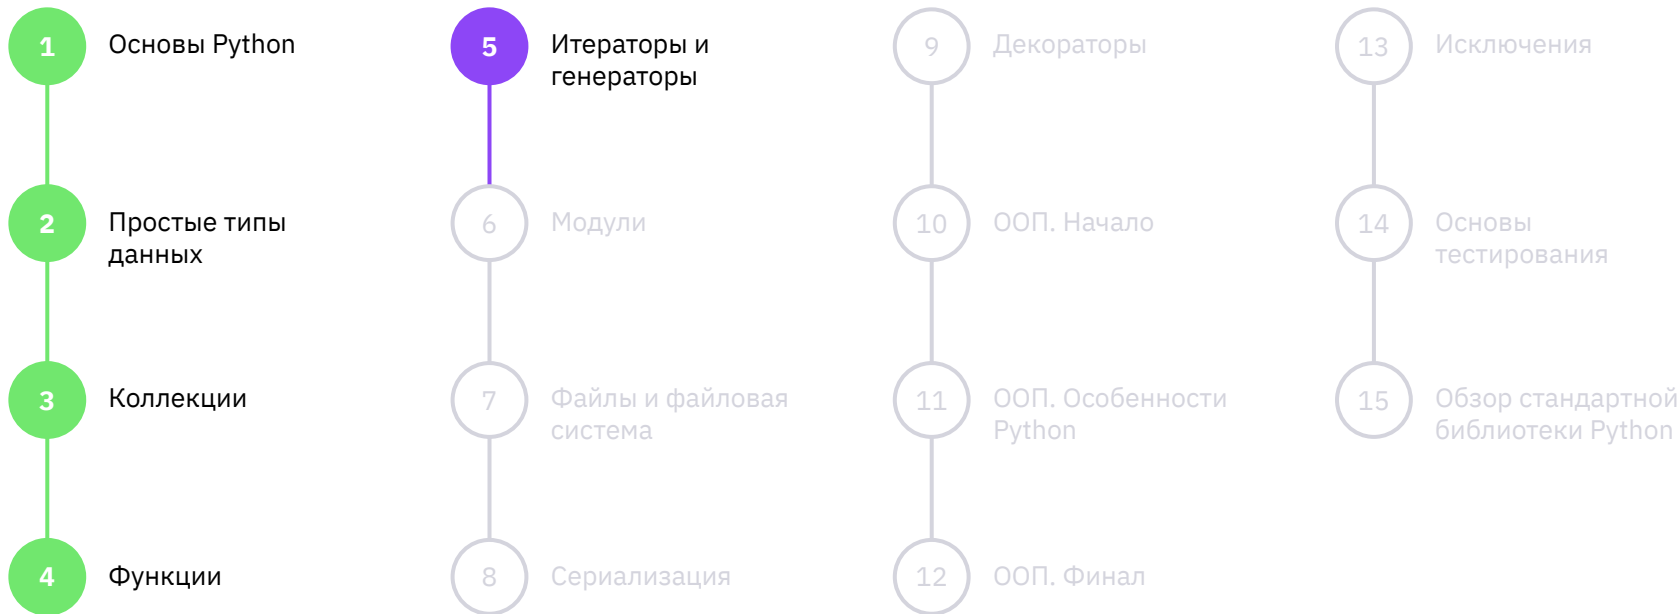 1
Основы Python
2
Простые типы
данных
3
Коллекции
4
Функции
5
Итераторы и
генераторы
6
Модули
7
Файлы и файловая
система
8
Сериализация
9
Декораторы
10
ООП. Начало
11
ООП. Особенности
Python
12
ООП. Финал
13
Исключения
14
Основы
тестирования
15
Обзор стандартной
библиотеки Python